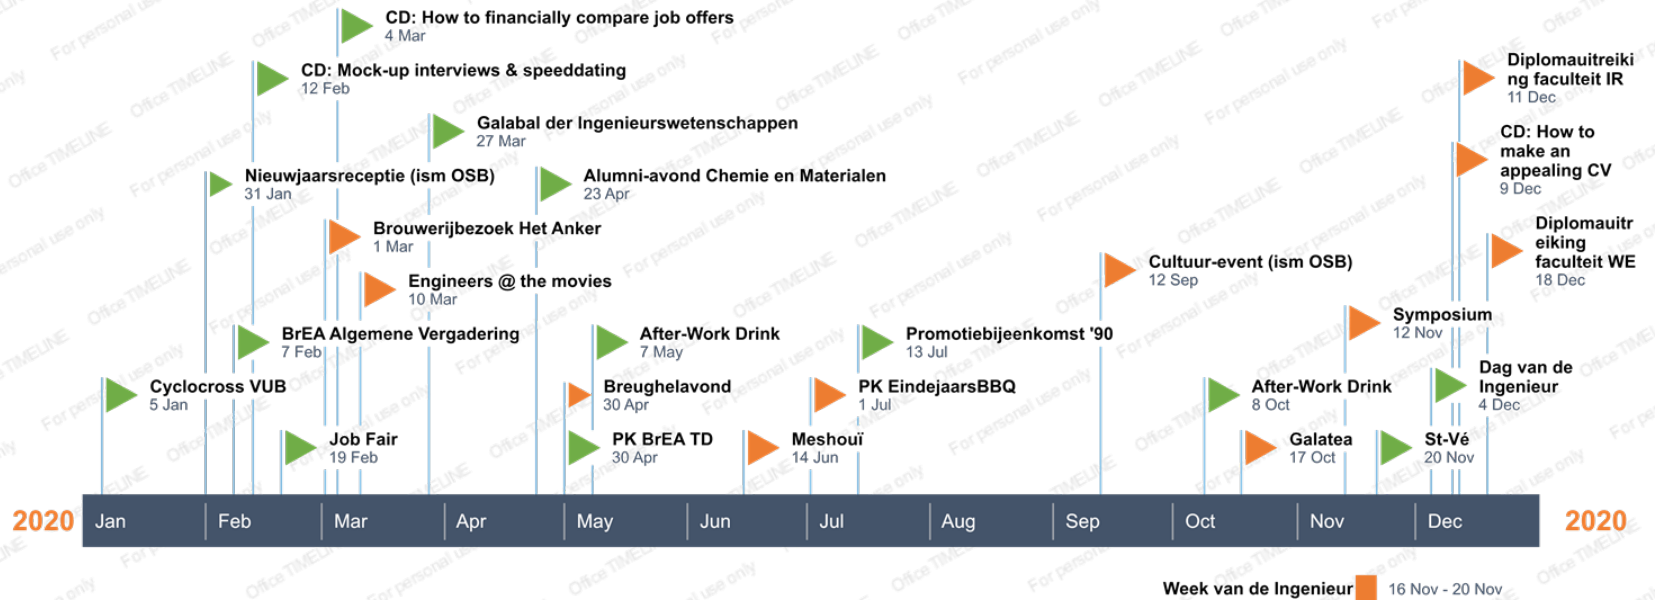 CD: How to financially compare job offers
4 Mar
CD: Mock-up interviews & speeddating
12 Feb
Galabal der Ingenieurswetenschappen
27 Mar
Nieuwjaarsreceptie (ism OSB)
31 Jan
Alumni-avond Chemie en Materialen
23 Apr
Brouwerijbezoek Het Anker
1 Mar
Engineers @ the movies
10 Mar
BrEA Algemene Vergadering
7 Feb
After-Work Drink
7 May
Promotiebijeenkomst '90
13 Jul
Cyclocross VUB
5 Jan
Breughelavond
30 Apr
PK EindejaarsBBQ
1 Jul
Job Fair
19 Feb
PK BrEA TD
30 Apr
Meshouï
14 Jun
Cultuur-event (ism OSB)
12 Sep
After-Work Drink
8 Oct
Galatea
17 Oct
Symposium
12 Nov
St-Vé
20 Nov
Diplomauitreiki
ng faculteit IR
11 Dec
CD: How to
make an
appealing CV
9 Dec
Diplomauitr
eiking
faculteit WE
18 Dec
Dag van de
Ingenieur
4 Dec
2020 Jan Feb Mar Apr May Jun Jul Aug Sep Oct Nov Dec 2020
Week van de Ingenieur 16 Nov - 20 Nov
Office TIMELINE
For personal use only